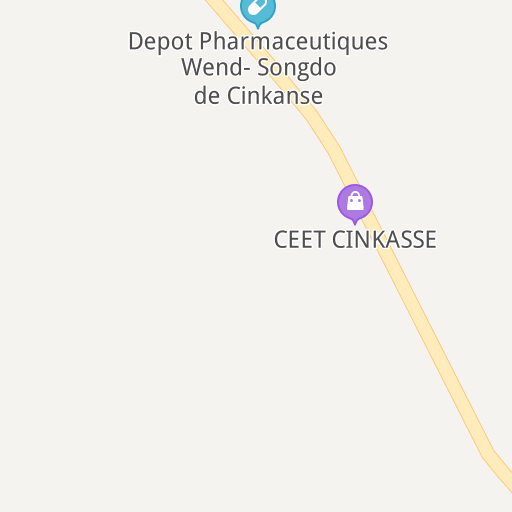 Depot Pharmaceutiques
Wend- Songdo
de Cinkanse
CEET CINKASSE